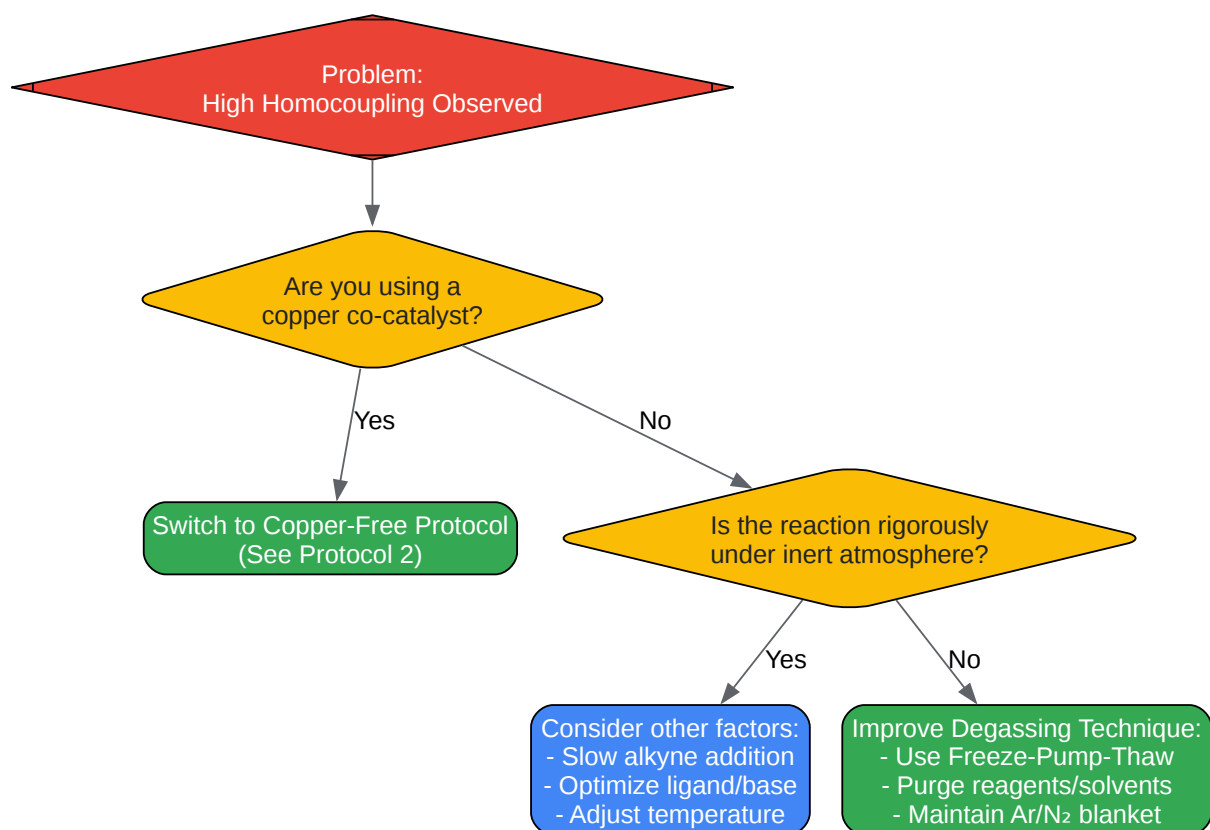 Problem:
High Homocoupling Observed
Are you using a
copper co-catalyst?
Yes
No
Switch to Copper-Free Protocol
(See Protocol 2)
Is the reaction rigorously
under inert atmosphere?
Yes
No
Consider other factors:
- Slow alkyne addition
- Optimize ligand/base
- Adjust temperature
Improve Degassing Technique:
- Use Freeze-Pump-Thaw
- Purge reagents/solvents
- Maintain Ar/N₂ blanket